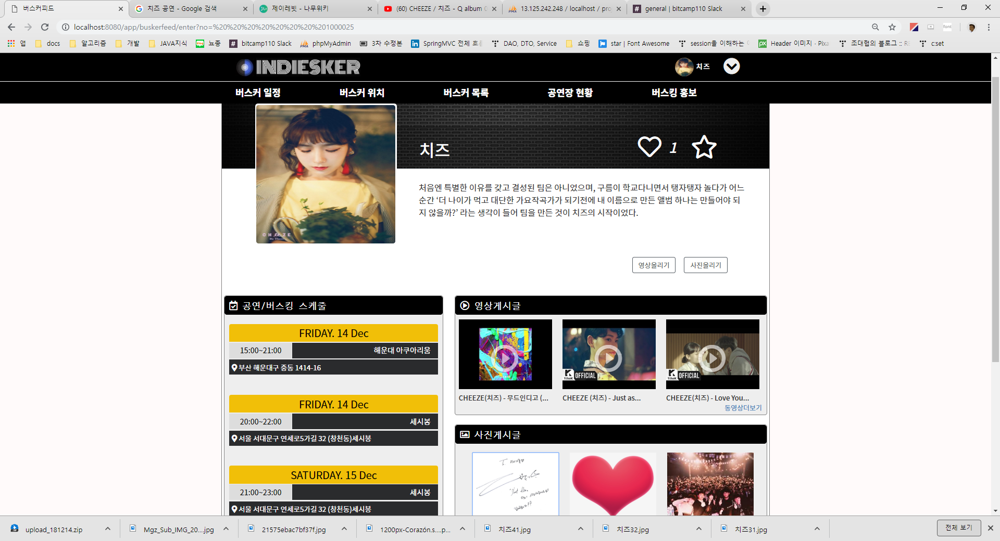 버스커피드
치즈 공연 - Google 검색
제이레빗 - 나무위키
(60) CHEEZE / 치즈 - Q album
13.125.242.248 / localhost / pro
general | bitcamp110 Slack
localhost:8080/app/buskerfeed/enter?no=%20%20%20%20%20%20%20%201000025
앱
docs
알고리즘
개발
JAVA지식
뇨종
bitcamp110 Slack
phpMyAdmin
3차 수정본
SpringMVC 전체 흐
DAO, DTO, Service
쇼핑
star | Font Awesome
session을 이해하는
Header 이미지 - Pixa
조대협의 블로그 :: RE
c:set
INDIESKER
치즈
버스커 일정
버스커 위치
버스커 목록
공연장 현황
버스킹 홍보
치즈
1
처음엔 특별한 이유를 갖고 결성된 팀은 아니었으며, 구름이 학교다니면서 탱자탱자 놀다가 어느
순간 ‘더 나이가 먹고 대단한 가요작곡가가 되기전에 내 이름으로 만든 앨범 하나는 만들어야 되
지 않을까?’ 라는 생각이 들어 팀을 만든 것이 치즈의 시작이었다.
CHEEZE
영상올리기
사진올리기
공연/버스킹 스케줄
FRIDAY. 14 Dec
15:00~21:00
해운대 아쿠아리움
부산 해운대구 중동 1414-16
FRIDAY. 14 Dec
20:00~22:00
세시봉
서울 서대문구 연세로5가길 32 (창천동)세시봉
SATURDAY. 15 Dec
21:00~23:00
세시봉
서울 서대문구 연세로5가길 32 (창천동)세시봉
영상게시글
K
1theK
OFFICIAL
K
1theK
OFFICIAL
CHEEZE(치즈) - 무드인디고 (...
CHEEZE (치즈) - Just as...
CHEEZE(치즈) - Love You...
동영상더보기
사진게시글
upload_181214.zip
Mgz_Sub_IMG_20....jpg
21575ebac7bf37f.jpg
1200px-Corazón.s....p...
치즈41.jpg
치즈32.jpg
치즈31.jpg
전체 보기